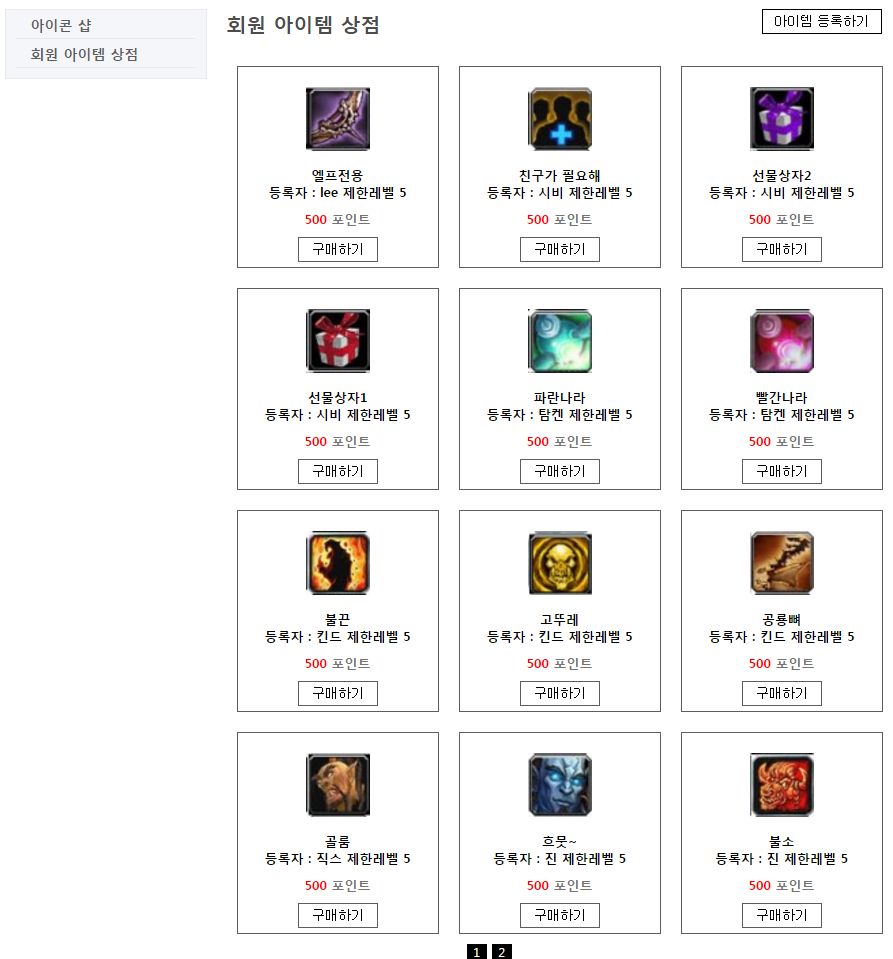 아이콘 샵
회원 아이템 상점
회원 아이템 상점
아이템 등록하기
엘프전용
등록자 : lee 제한레벨 5
500 포인트
구매하기
친구가 필요해
등록자 : 시비 제한레벨 5
500 포인트
구매하기
선물상자2
등록자 : 시비 제한레벨 5
500 포인트
구매하기
선물상자1
등록자 : 시비 제한레벨 5
500 포인트
구매하기
파란나라
등록자 : 탐켄 제한레벨 5
500 포인트
구매하기
빨간나라
등록자 : 탐켄 제한레벨 5
500 포인트
구매하기
불끈
등록자 : 킨드 제한레벨 5
500 포인트
구매하기
고뚜레
등록자 : 킨드 제한레벨 5
500 포인트
구매하기
공룡뼈
등록자 : 킨드 제한레벨 5
500 포인트
구매하기
골룸
등록자 : 직스 제한레벨 5
500 포인트
구매하기
흐뭇~
등록자 : 진 제한레벨 5
500 포인트
구매하기
불소
등록자 : 진 제한레벨 5
500 포인트
구매하기
1 2